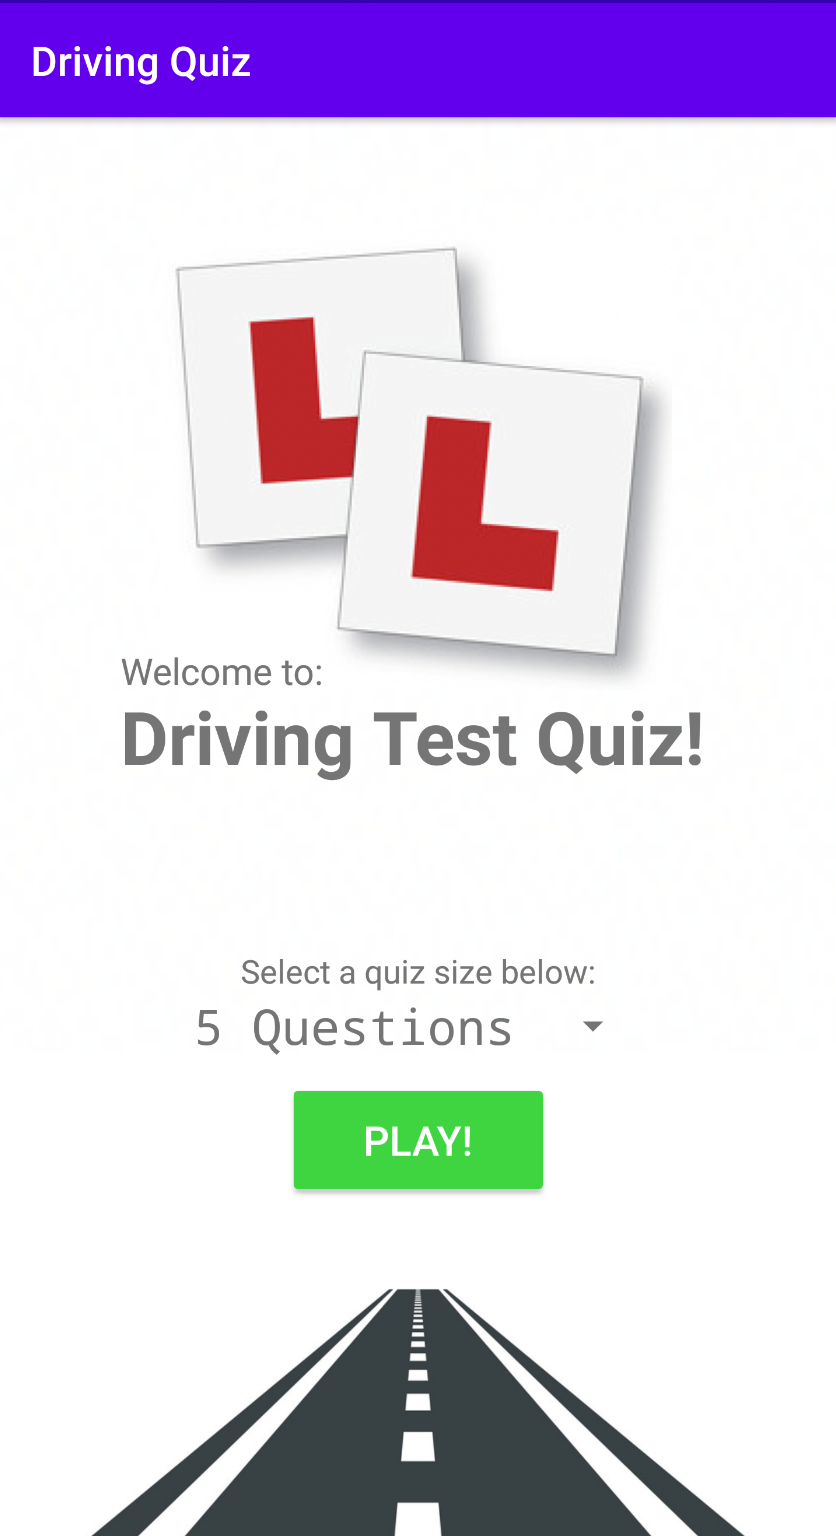 Driving Quiz
L
L
Welcome to:
Driving Test Quiz!
Select a quiz size below:
5 Questions
PLAY!